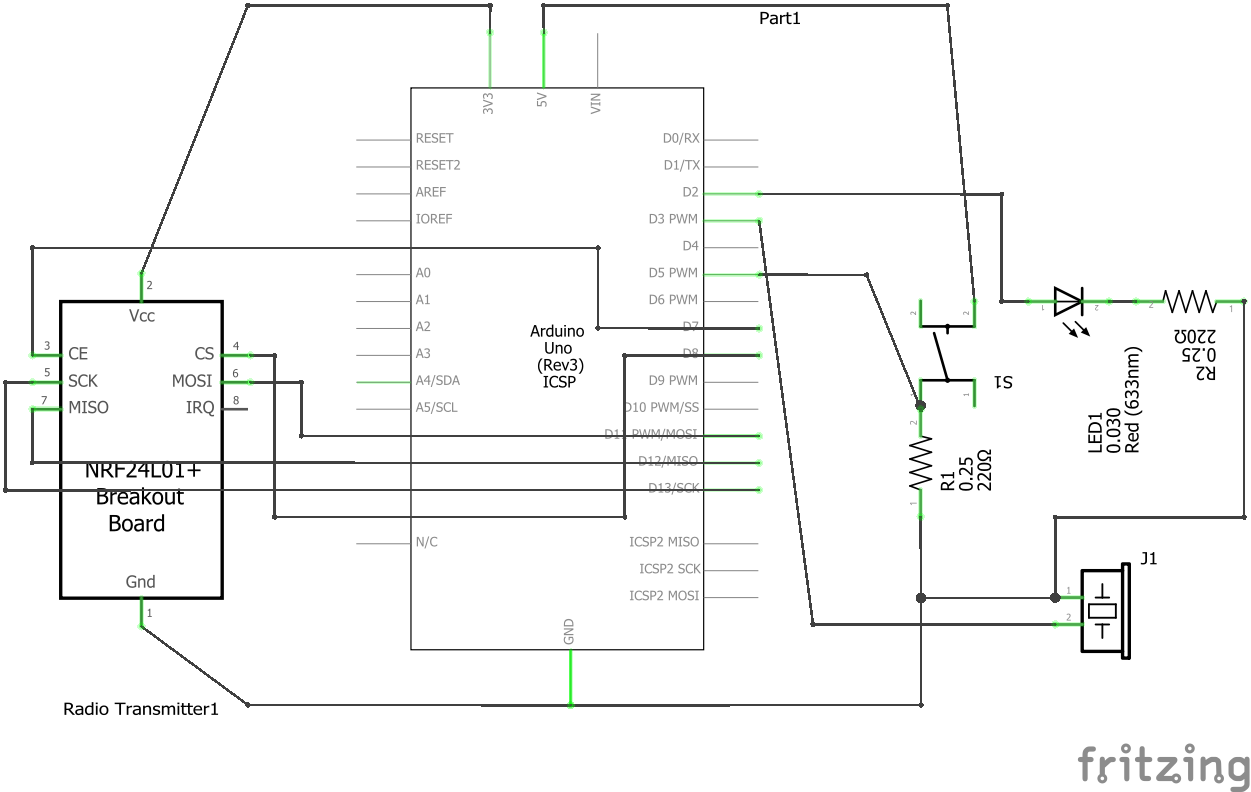 Part1
3V3
5V
VIN
RESET
RESET2
AREF
IOREF
A0
A1
A2
A3
A4/SDA
A5/SCL
N/C
D0/RX
D1/TX
D2
D3 PWM
D4
D5 PWM
D6 PWM
D7
D8
D9 PWM
D10 PWM/SS
D11 PWM/MOSI
D12/MISO
D13/SCK
ICSP2 MISO
ICSP2 SCK
ICSP2 MOSI
GND
Arduino
Uno
(Rev3)
ICSP
2
Vcc
3
CE
CS
4
5
SCK
MOSI
6
7
MISO
IRQ
8
NRF24L01+
Breakout
Board
Gnd
1
Radio Transmitter1
2
2
1
S1
2
1
R1
0.25
220Ω
1
2
LED1
0.030
Red (633nm)
2
1
R2
0.25
220Ω
J1
1
2
fritzing